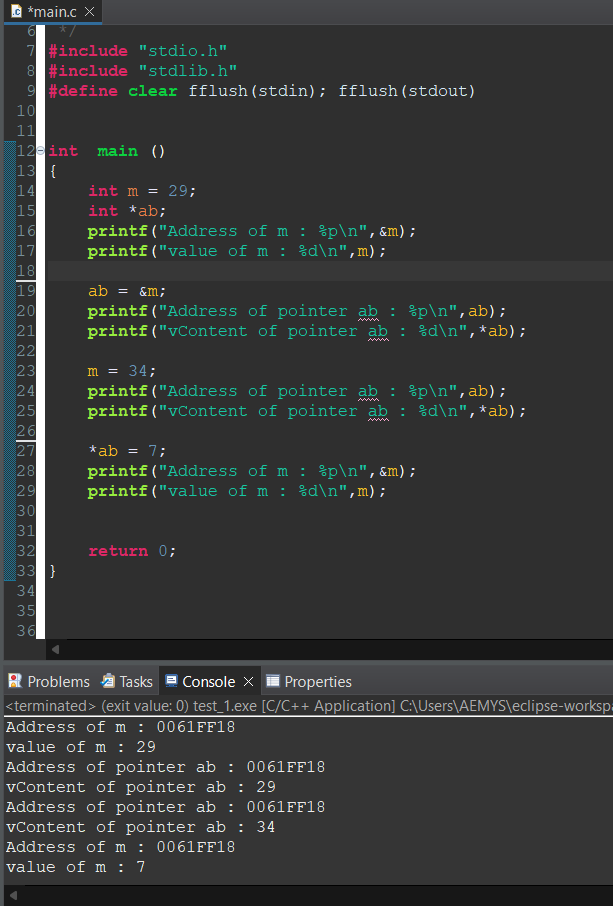 *main.c
6 */
7 #include "stdio.h"
8 #include "stdlib.h"
9 #define clear fflush(stdin); fflush(stdout)
10
11
12 int  main ()
13 {
14     int m = 29;
15     int *ab;
16     printf("Address of m : %p\n",&m);
17     printf("value of m : %d\n",m);
18
19     ab = &m;
20     printf("Address of pointer ab : %p\n",ab);
21     printf("vContent of pointer ab : %d\n",*ab);
22
23     m = 34;
24     printf("Address of pointer ab : %p\n",ab);
25     printf("vContent of pointer ab : %d\n",*ab);
26
27     *ab = 7;
28     printf("Address of m : %p\n",&m);
29     printf("value of m : %d\n",m);
30
31
32     return 0;
33 }
34
35
36
Problems Tasks Console Properties
<terminated> (exit value: 0) test_1.exe [C/C++ Application] C:\Users\AEMYS\eclipse-workspa
Address of m : 0061FF18
value of m : 29
Address of pointer ab : 0061FF18
vContent of pointer ab : 29
Address of pointer ab : 0061FF18
vContent of pointer ab : 34
Address of m : 0061FF18
value of m : 7